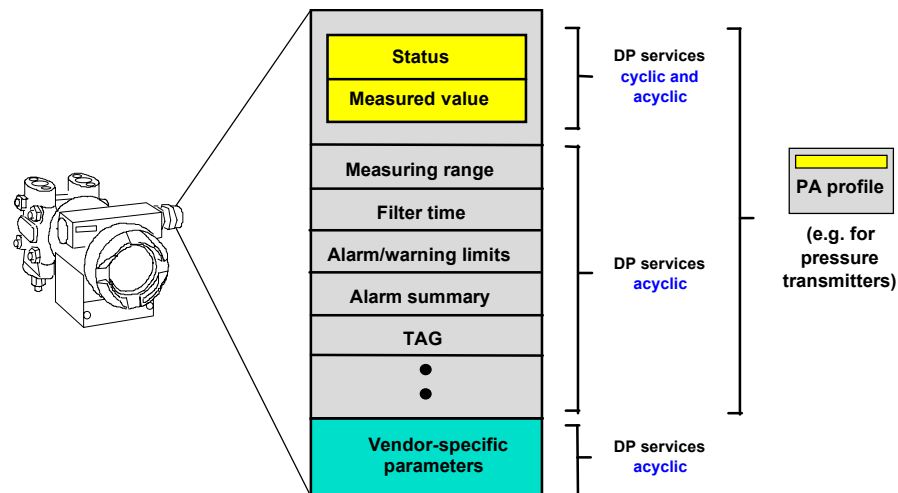 Status
Measured value
Measuring range
Filter time
Alarm/warning limits
Alarm summary
TAG
Vendor-specific
parameters
DP services
cyclic and
acyclic
DP services
acyclic
DP services
acyclic
PA profile
(e.g. for
pressure
transmitters)